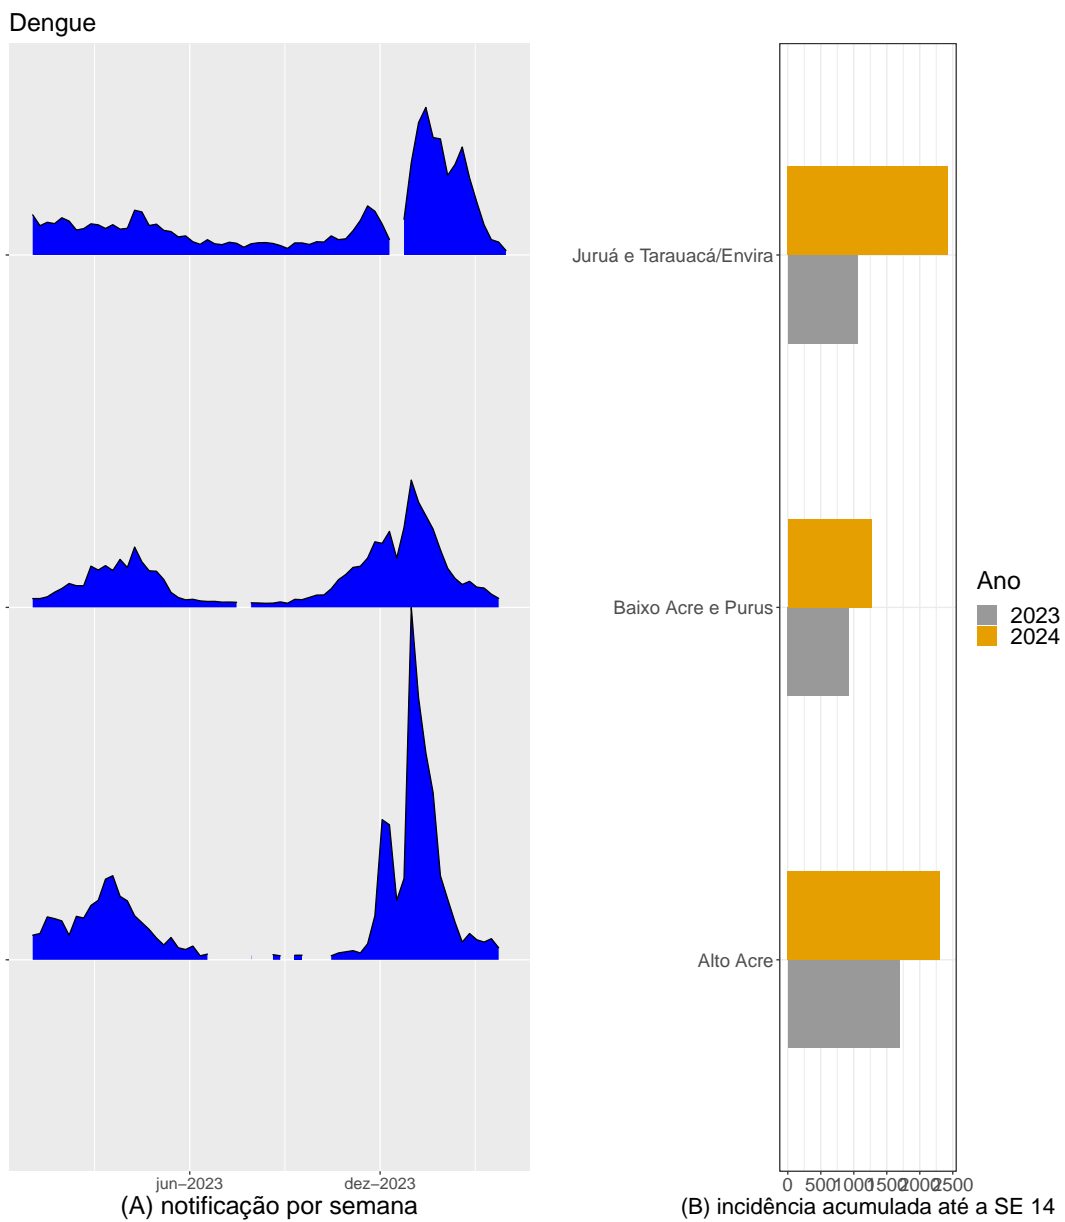 Dengue
Juruá e Tarauacá/Envira
Baixo Acre e Purus
Alto Acre
Ano
2023
2024
jun–2023 dez–2023
0 500 1000 1500 2000 2500
(A) notificação por semana
(B) incidência acumulada até a SE 14